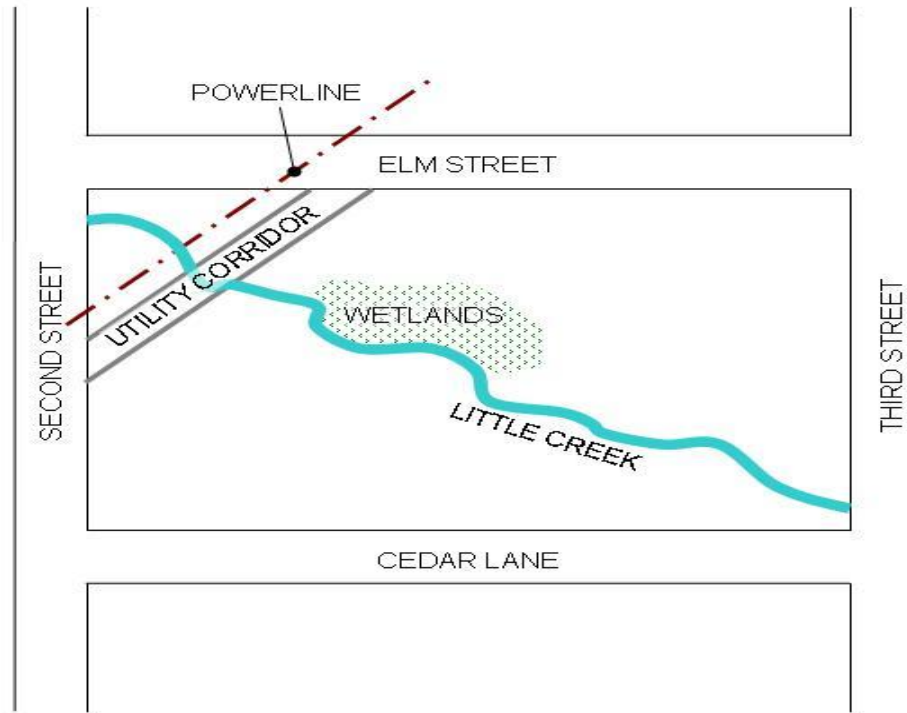 POWERLINE
ELM STREET
UTILITY CORRIDOR
WETLANDS
SECOND STREET
THIRD STREET
LITTLE CREEK
CEDAR LANE